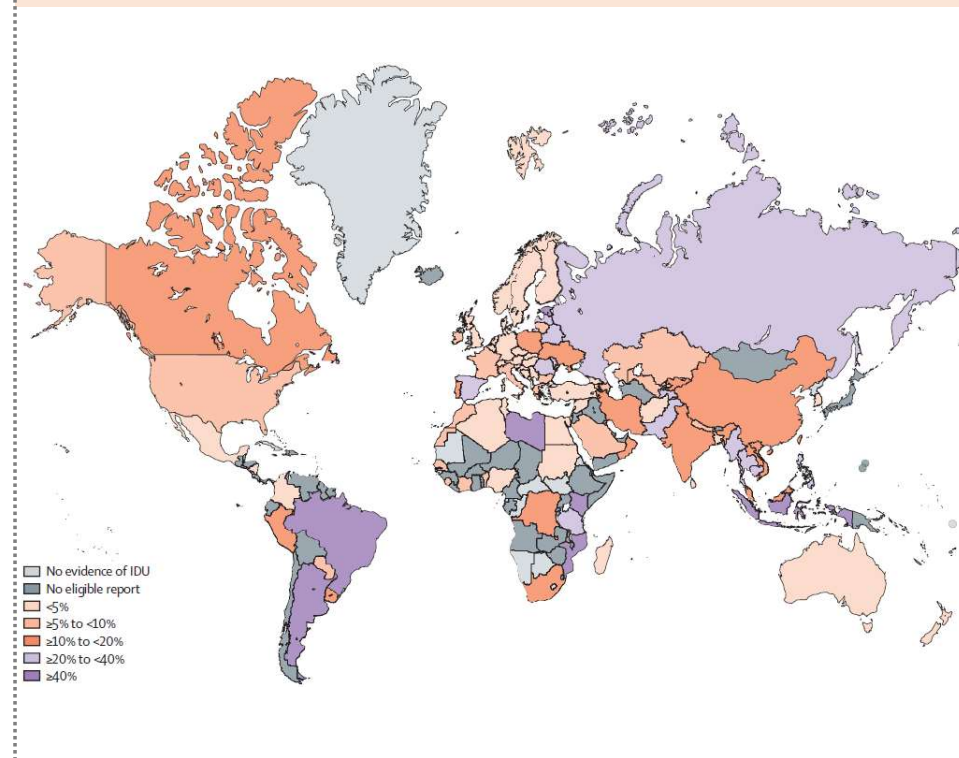 No evidence of IDU
No eligible report
<5%
≥5% to <10%
≥10% to <20%
≥20% to <40%
≥40%